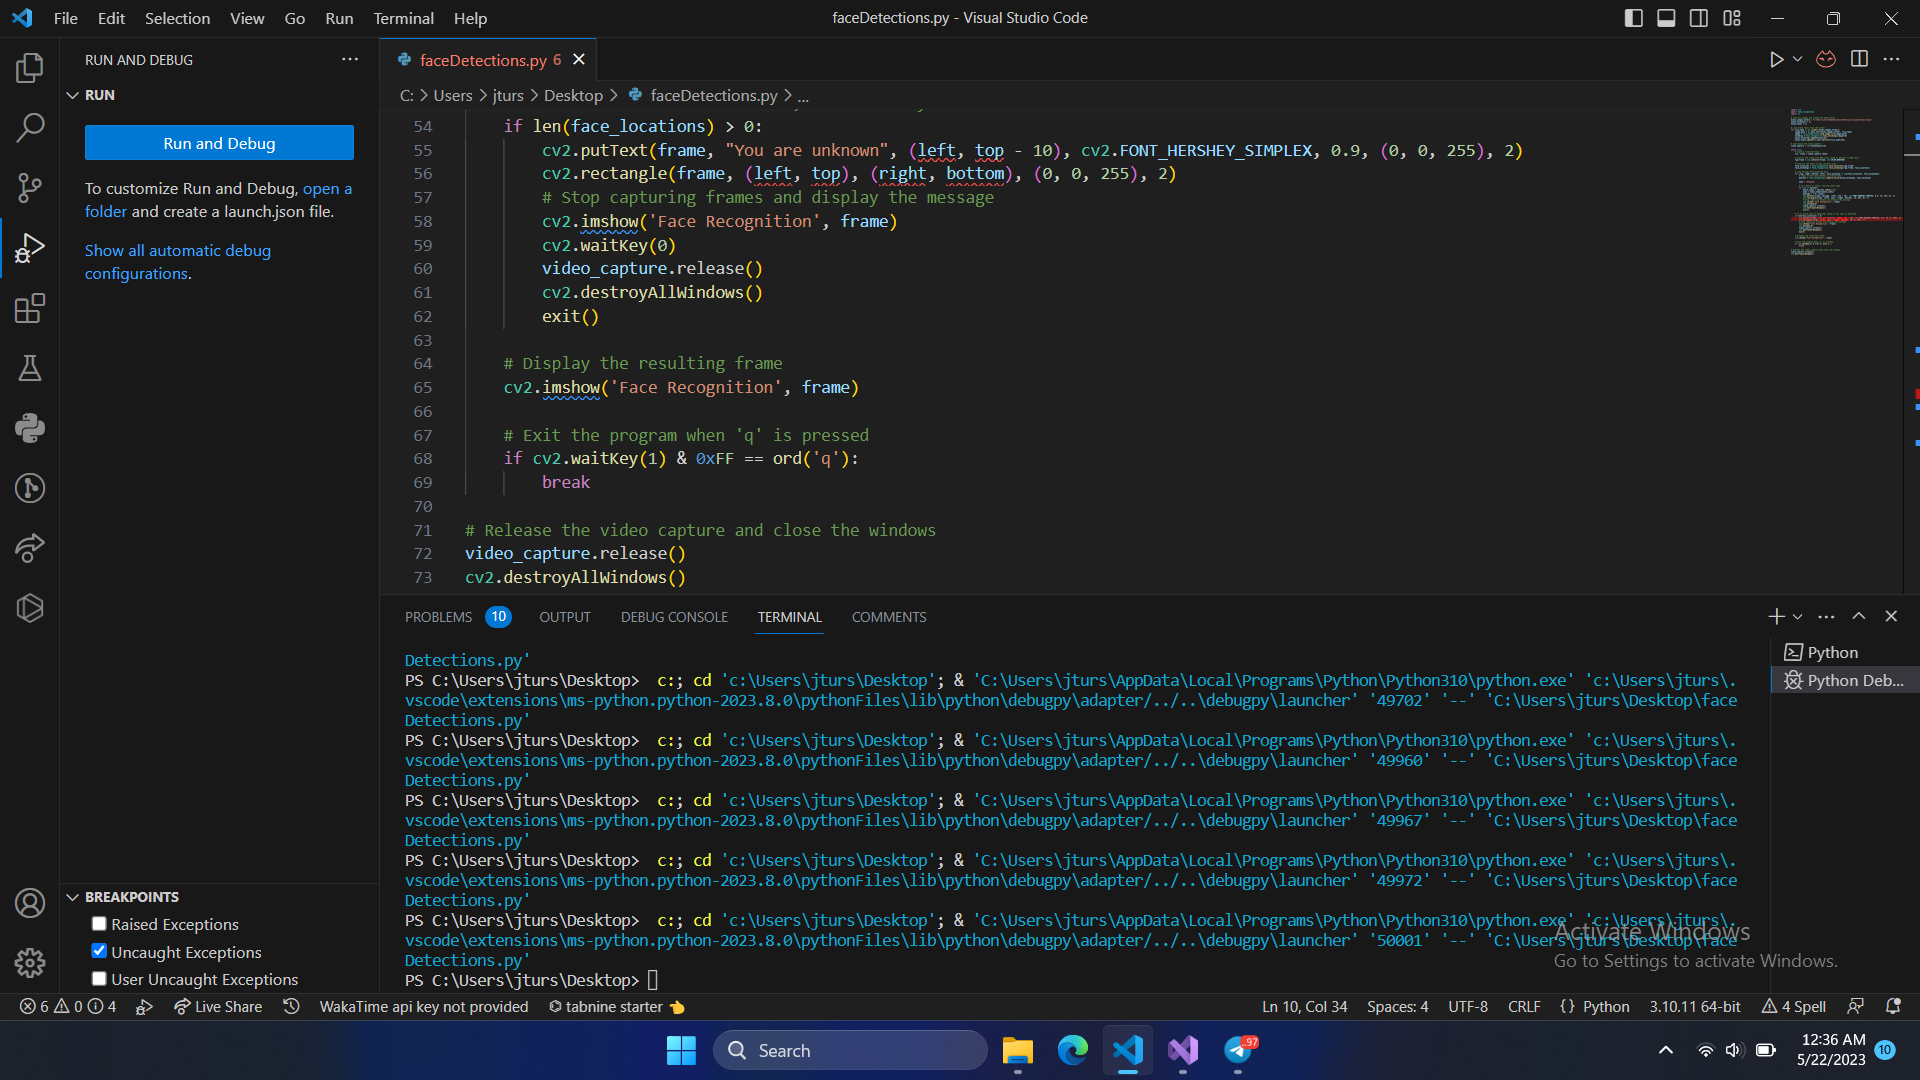 File Edit Selection View Go Run Terminal Help
faceDetections.py - Visual Studio Code
RUN AND DEBUG
RUN
Run and Debug
To customize Run and Debug, open a
folder and create a launch.json file.
Show all automatic debug
configurations.
BREAKPOINTS
Raised Exceptions
Uncaught Exceptions
User Uncaught Exceptions
faceDetections.py 6
C: > Users > jturs > Desktop > faceDetections.py > ...
54 if len(face_locations) > 0:
55 cv2.putText(frame, "You are unknown", (left, top - 10), cv2.FONT_HERSHEY_SIMPLEX, 0.9, (0, 0, 255), 2)
56 cv2.rectangle(frame, (left, top), (right, bottom), (0, 0, 255), 2)
57 # Stop capturing frames and display the message
58 cv2.imshow('Face Recognition', frame)
59 cv2.waitKey(0)
60 video_capture.release()
61 cv2.destroyAllWindows()
62 exit()
63
64 # Display the resulting frame
65 cv2.imshow('Face Recognition', frame)
66
67 # Exit the program when 'q' is pressed
68 if cv2.waitKey(1) & 0xFF == ord('q'):
69 break
70
71 # Release the video capture and close the windows
72 video_capture.release()
73 cv2.destroyAllWindows()
PROBLEMS 10 OUTPUT DEBUG CONSOLE TERMINAL COMMENTS
Detections.py'
PS C:\Users\jturs\Desktop>  c:; cd 'c:\Users\jturs\Desktop'; & 'C:\Users\jturs\AppData\Local\Programs\Python\Python310\python.exe' 'c:\Users\jturs\.
vscode\extensions\ms-python.python-2023.8.0\pythonFiles\lib\python\debugpy\adapter/../..\debugpy\launcher' '49702' '--' 'C:\Users\jturs\Desktop\face
Detections.py'
PS C:\Users\jturs\Desktop>  c:; cd 'c:\Users\jturs\Desktop'; & 'C:\Users\jturs\AppData\Local\Programs\Python\Python310\python.exe' 'c:\Users\jturs\.
vscode\extensions\ms-python.python-2023.8.0\pythonFiles\lib\python\debugpy\adapter/../..\debugpy\launcher' '49960' '--' 'C:\Users\jturs\Desktop\face
Detections.py'
PS C:\Users\jturs\Desktop>  c:; cd 'c:\Users\jturs\Desktop'; & 'C:\Users\jturs\AppData\Local\Programs\Python\Python310\python.exe' 'c:\Users\jturs\.
vscode\extensions\ms-python.python-2023.8.0\pythonFiles\lib\python\debugpy\adapter/../..\debugpy\launcher' '49967' '--' 'C:\Users\jturs\Desktop\face
Detections.py'
PS C:\Users\jturs\Desktop>  c:; cd 'c:\Users\jturs\Desktop'; & 'C:\Users\jturs\AppData\Local\Programs\Python\Python310\python.exe' 'c:\Users\jturs\.
vscode\extensions\ms-python.python-2023.8.0\pythonFiles\lib\python\debugpy\adapter/../..\debugpy\launcher' '49972' '--' 'C:\Users\jturs\Desktop\face
Detections.py'
PS C:\Users\jturs\Desktop>  c:; cd 'c:\Users\jturs\Desktop'; & 'C:\Users\jturs\AppData\Local\Programs\Python\Python310\python.exe' 'c:\Users\jturs\.
vscode\extensions\ms-python.python-2023.8.0\pythonFiles\lib\python\debugpy\adapter/../..\debugpy\launcher' '50001' '--' 'C:\Users\jturs\Desktop\face
Detections.py'
PS C:\Users\jturs\Desktop>
Python
Python Deb...
Activate Windows
Go to Settings to activate Windows.
6 0 4 Live Share WakaTime api key not provided tabnine starter Ln 10, Col 34 Spaces: 4 UTF-8 CRLF {} Python 3.10.11 64-bit 4 Spell
Search
..97
12:36 AM
5/22/2023
10